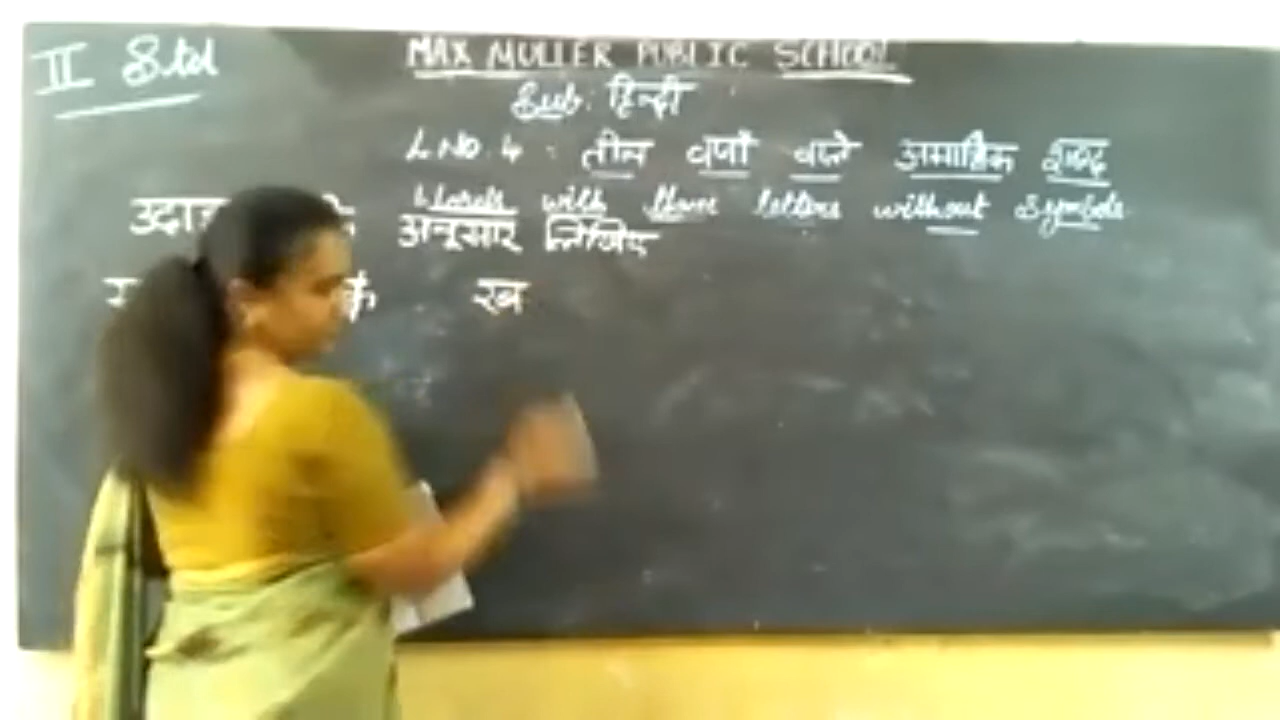 II Std
MAX MULLER PUBLIC SCHOOL
Sub: हिन्दी
L NO. 4 : तीन वर्णों वाले अमात्रिक शब्द
Words with three letters without Symbols
अनुसार लिखिए
रब